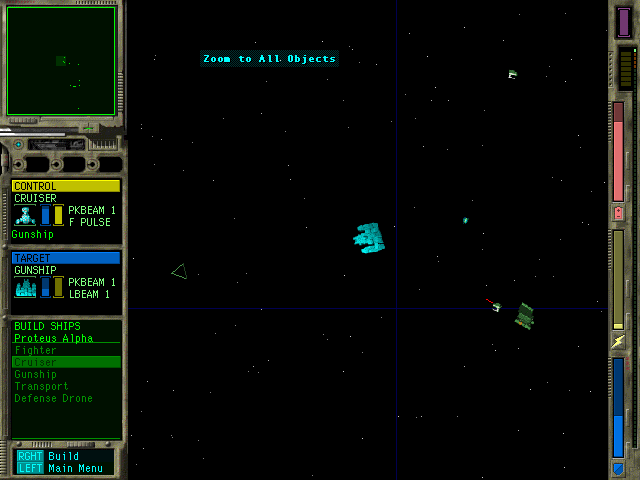 Zoom to All Objects
CONTROL
CRUISER
PKBEAM 1
F PULSE
Gunship
TARGET
GUNSHIP
PKBEAM 1
LBEAM 1
BUILD SHIPS
Proteus Alpha
Fighter
Cruiser
Gunship
Transport
Defense Drone
RGHT Build
LEFT Main Menu